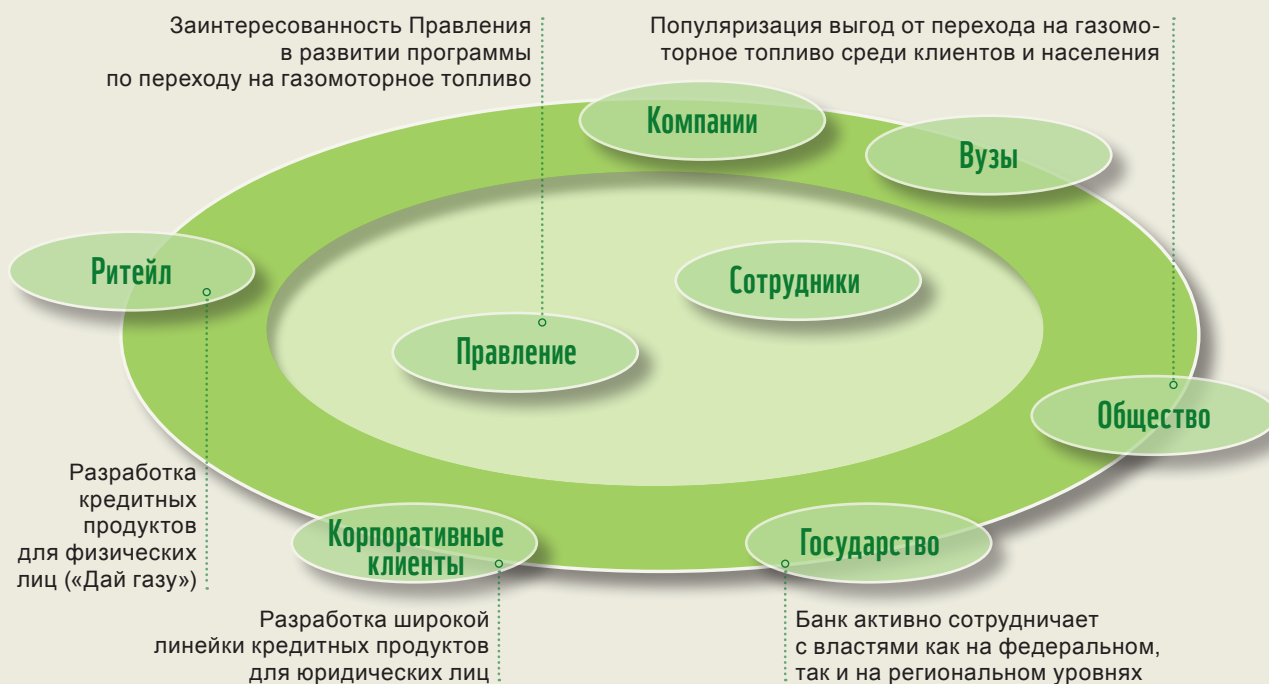 Заинтересованность Правления
в развитии программы
по переходу на газомоторное топливо
Популяризация выгод от перехода на газомо-
торное топливо среди клиентов и населения
Компании
Вузы
Ритейл
Сотрудники
Правление
Общество
Разработка
кредитных
продуктов
для физических
лиц («Дай газу»)
Корпоративные
клиенты
Государство
Разработка широкой
линейки кредитных продуктов
для юридических лиц
Банк активно сотрудничает
с властями как на федеральном,
так и на региональном уровнях